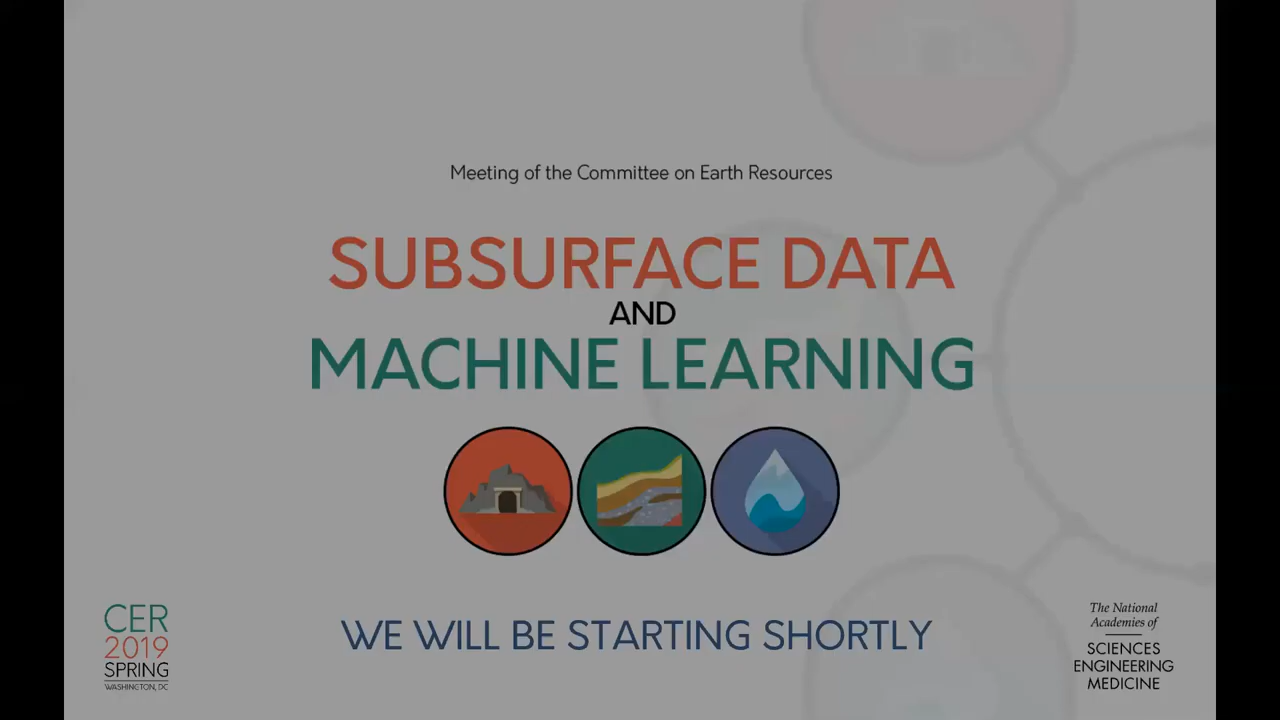 Meeting of the Committee on Earth Resources
SUBSURFACE DATA
AND
MACHINE LEARNING
WE WILL BE STARTING SHORTLY
CER
2019
SPRING
WASHINGTON, DC
The National
Academies of
SCIENCES
ENGINEERING
MEDICINE